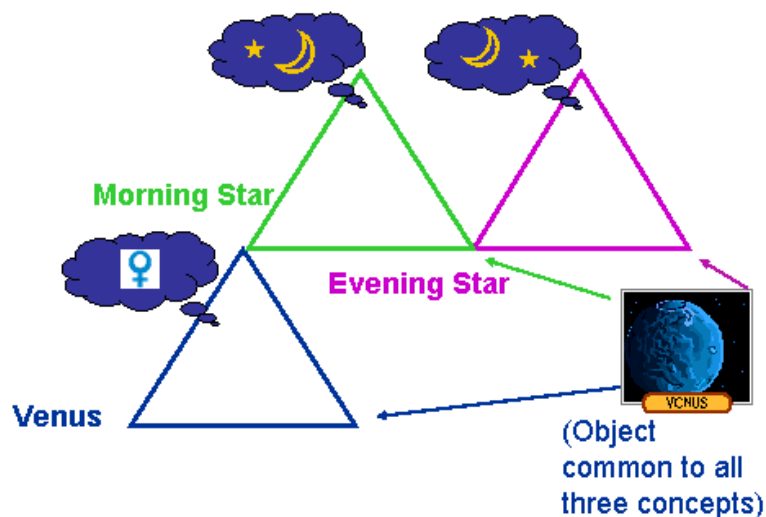 Morning Star
Evening Star
Venus
VENUS
(Object
common to all
three concepts)